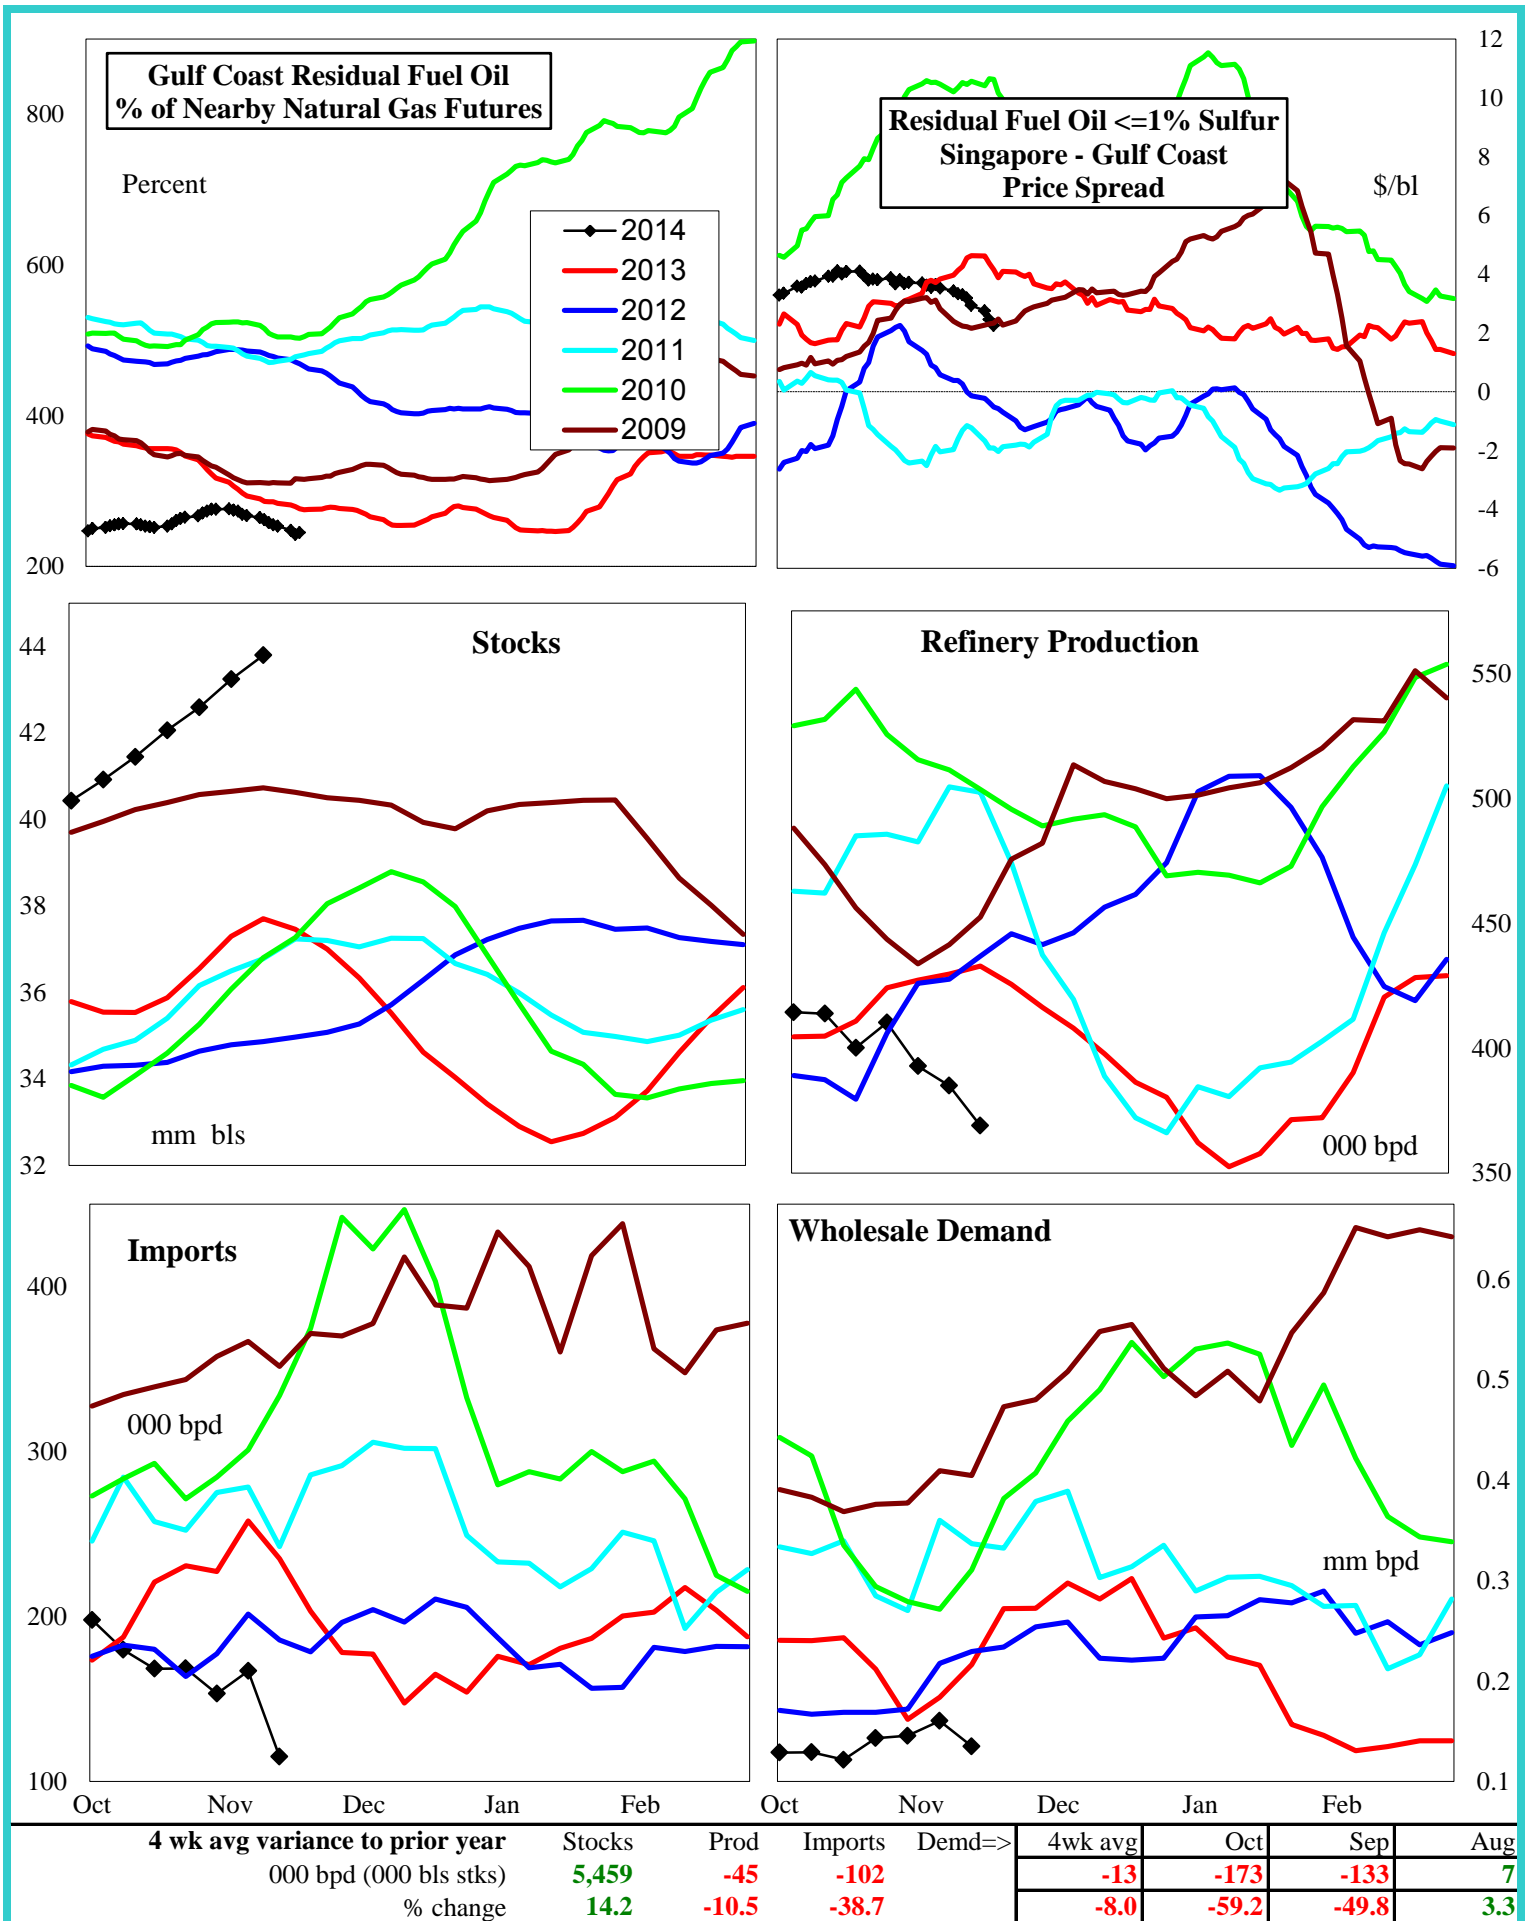 Gulf Coast Residual Fuel Oil
% of Nearby Natural Gas Futures
Percent
800
600
400
200
2014
2013
2012
2011
2010
2009
Residual Fuel Oil <=1% Sulfur
Singapore - Gulf Coast
Price Spread
$/bl
12
10
8
6
4
2
0
-2
-4
-6
Stocks
44
42
40
38
36
34
32
mm bls
Refinery Production
550
500
450
400
350
000 bpd
Imports
000 bpd
400
300
200
100
Oct Nov Dec Jan Feb
Wholesale Demand
mm bpd
0.6
0.5
0.4
0.3
0.2
0.1
Oct Nov Dec Jan Feb
4 wk avg variance to prior year Stocks Prod Imports Demd=> 4wk avg Oct Sep Aug
000 bpd (000 bls stks) 5,459 -45 -102 -13 -173 -133 7
% change 14.2 -10.5 -38.7 -8.0 -59.2 -49.8 3.3